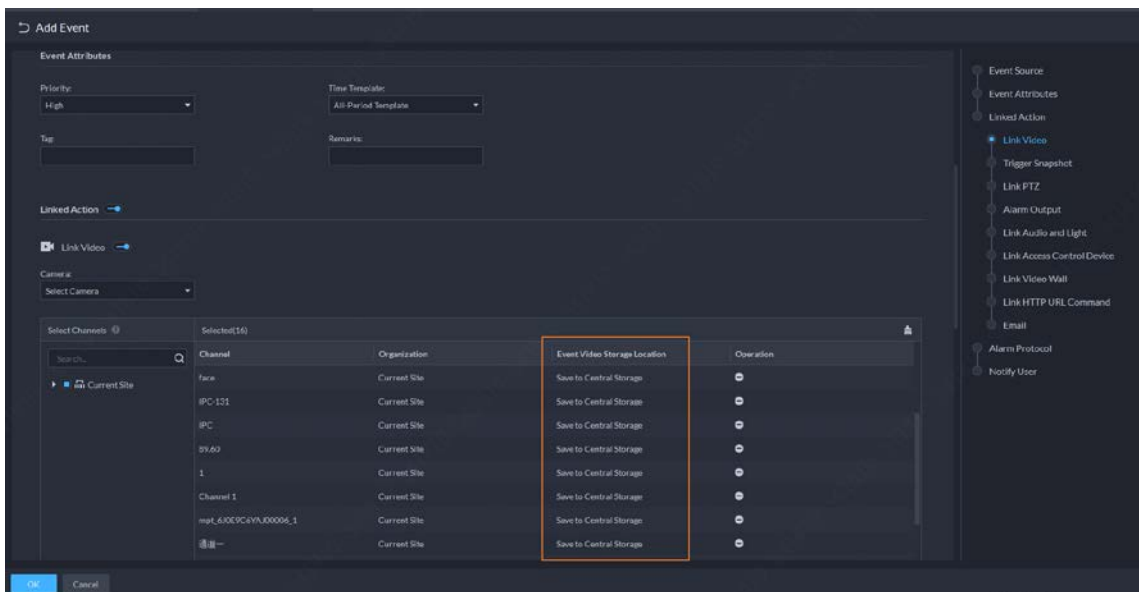 Add Event
Event Attributes
Priority: Time Template:
High All-Period Template
Tag: Remarks:
Linked Action
Link Video
Camera:
Select Camera
Select Channels Selected(16)
Search... Channel Organization Event Video Storage Location Operation
Current Site
face Current Site Save to Central Storage
IPC-131 Current Site Save to Central Storage
IPC Current Site Save to Central Storage
89.60 Current Site Save to Central Storage
1 Current Site Save to Central Storage
Channel 1 Current Site Save to Central Storage
mpt_6J0E9C6YAJ00006_1 Current Site Save to Central Storage
通道一 Current Site Save to Central Storage
OK Cancel
Event Source
Event Attributes
Linked Action
Link Video
Trigger Snapshot
Link PTZ
Alarm Output
Link Audio and Light
Link Access Control Device
Link Video Wall
Link HTTP URL Command
Email
Alarm Protocol
Notify User